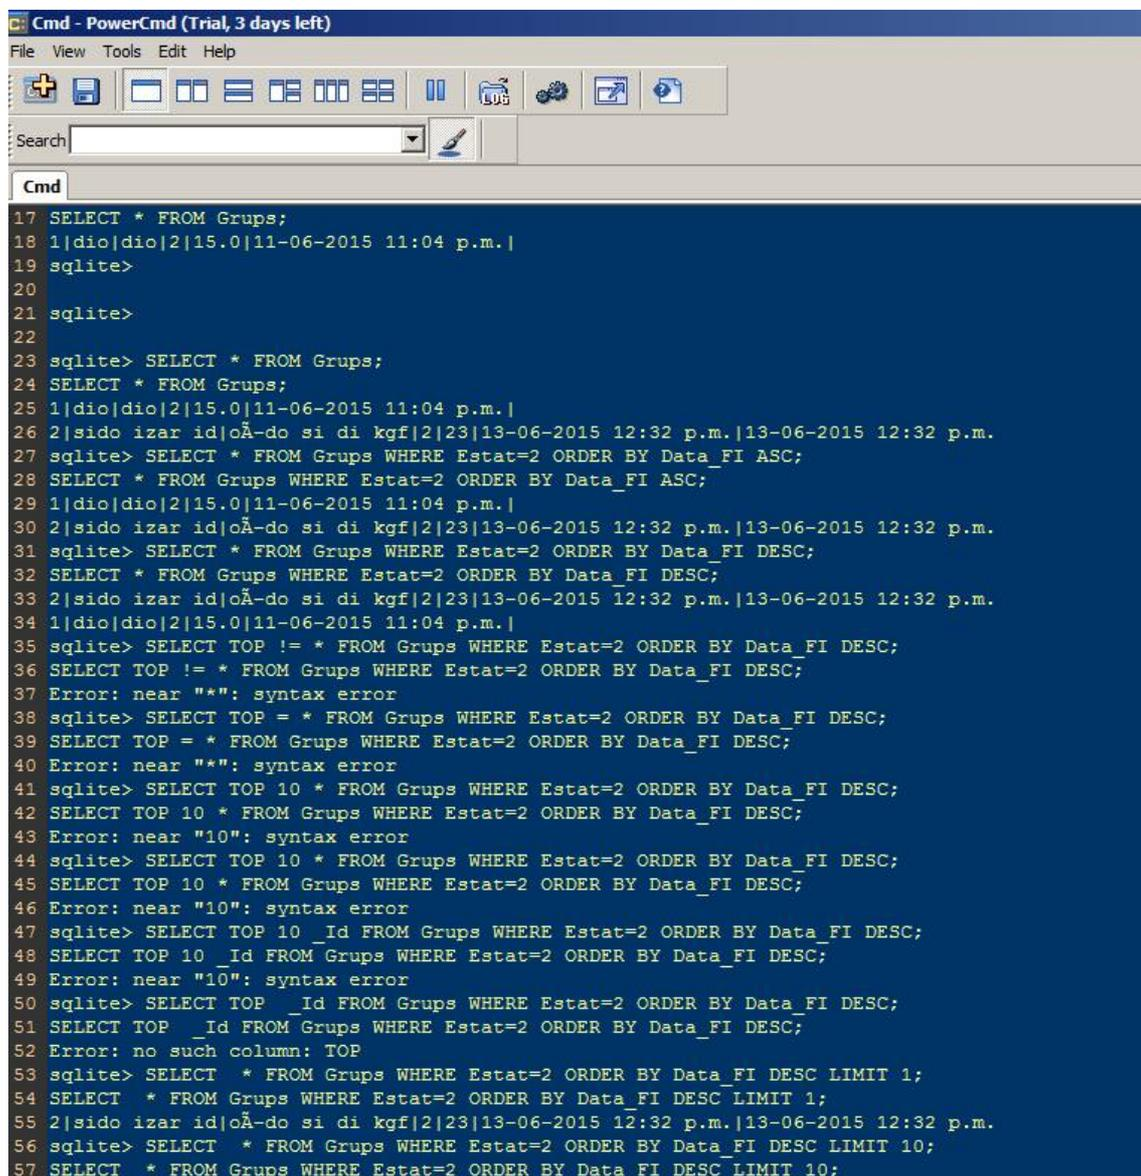 Cmd - PowerCmd (Trial, 3 days left)
File View Tools Edit Help
LOG
Search
Cmd
17 SELECT * FROM Grups;
18 1|dio|dio|2|15.0|11-06-2015 11:04 p.m.|
19 sqlite>
20
21 sqlite>
22
23 sqlite> SELECT * FROM Grups;
24 SELECT * FROM Grups;
25 1|dio|dio|2|15.0|11-06-2015 11:04 p.m.|
26 2|sido izar id|oÃ-do si di kgf|2|23|13-06-2015 12:32 p.m.|13-06-2015 12:32 p.m.
27 sqlite> SELECT * FROM Grups WHERE Estat=2 ORDER BY Data_FI ASC;
28 SELECT * FROM Grups WHERE Estat=2 ORDER BY Data_FI ASC;
29 1|dio|dio|2|15.0|11-06-2015 11:04 p.m.|
30 2|sido izar id|oÃ-do si di kgf|2|23|13-06-2015 12:32 p.m.|13-06-2015 12:32 p.m.
31 sqlite> SELECT * FROM Grups WHERE Estat=2 ORDER BY Data_FI DESC;
32 SELECT * FROM Grups WHERE Estat=2 ORDER BY Data_FI DESC;
33 2|sido izar id|oÃ-do si di kgf|2|23|13-06-2015 12:32 p.m.|13-06-2015 12:32 p.m.
34 1|dio|dio|2|15.0|11-06-2015 11:04 p.m.|
35 sqlite> SELECT TOP != * FROM Grups WHERE Estat=2 ORDER BY Data_FI DESC;
36 SELECT TOP != * FROM Grups WHERE Estat=2 ORDER BY Data_FI DESC;
37 Error: near "*": syntax error
38 sqlite> SELECT TOP = * FROM Grups WHERE Estat=2 ORDER BY Data_FI DESC;
39 SELECT TOP = * FROM Grups WHERE Estat=2 ORDER BY Data_FI DESC;
40 Error: near "*": syntax error
41 sqlite> SELECT TOP 10 * FROM Grups WHERE Estat=2 ORDER BY Data_FI DESC;
42 SELECT TOP 10 * FROM Grups WHERE Estat=2 ORDER BY Data_FI DESC;
43 Error: near "10": syntax error
44 sqlite> SELECT TOP 10 * FROM Grups WHERE Estat=2 ORDER BY Data_FI DESC;
45 SELECT TOP 10 * FROM Grups WHERE Estat=2 ORDER BY Data_FI DESC;
46 Error: near "10": syntax error
47 sqlite> SELECT TOP 10 _Id FROM Grups WHERE Estat=2 ORDER BY Data_FI DESC;
48 SELECT TOP 10 _Id FROM Grups WHERE Estat=2 ORDER BY Data_FI DESC;
49 Error: near "10": syntax error
50 sqlite> SELECT TOP  _Id FROM Grups WHERE Estat=2 ORDER BY Data_FI DESC;
51 SELECT TOP  _Id FROM Grups WHERE Estat=2 ORDER BY Data_FI DESC;
52 Error: no such column: TOP
53 sqlite> SELECT  * FROM Grups WHERE Estat=2 ORDER BY Data_FI DESC LIMIT 1;
54 SELECT  * FROM Grups WHERE Estat=2 ORDER BY Data_FI DESC LIMIT 1;
55 2|sido izar id|oÃ-do si di kgf|2|23|13-06-2015 12:32 p.m.|13-06-2015 12:32 p.m.
56 sqlite> SELECT  * FROM Grups WHERE Estat=2 ORDER BY Data_FI DESC LIMIT 10;
57 SELECT  * FROM Grups WHERE Estat=2 ORDER BY Data_FI DESC LIMIT 10;